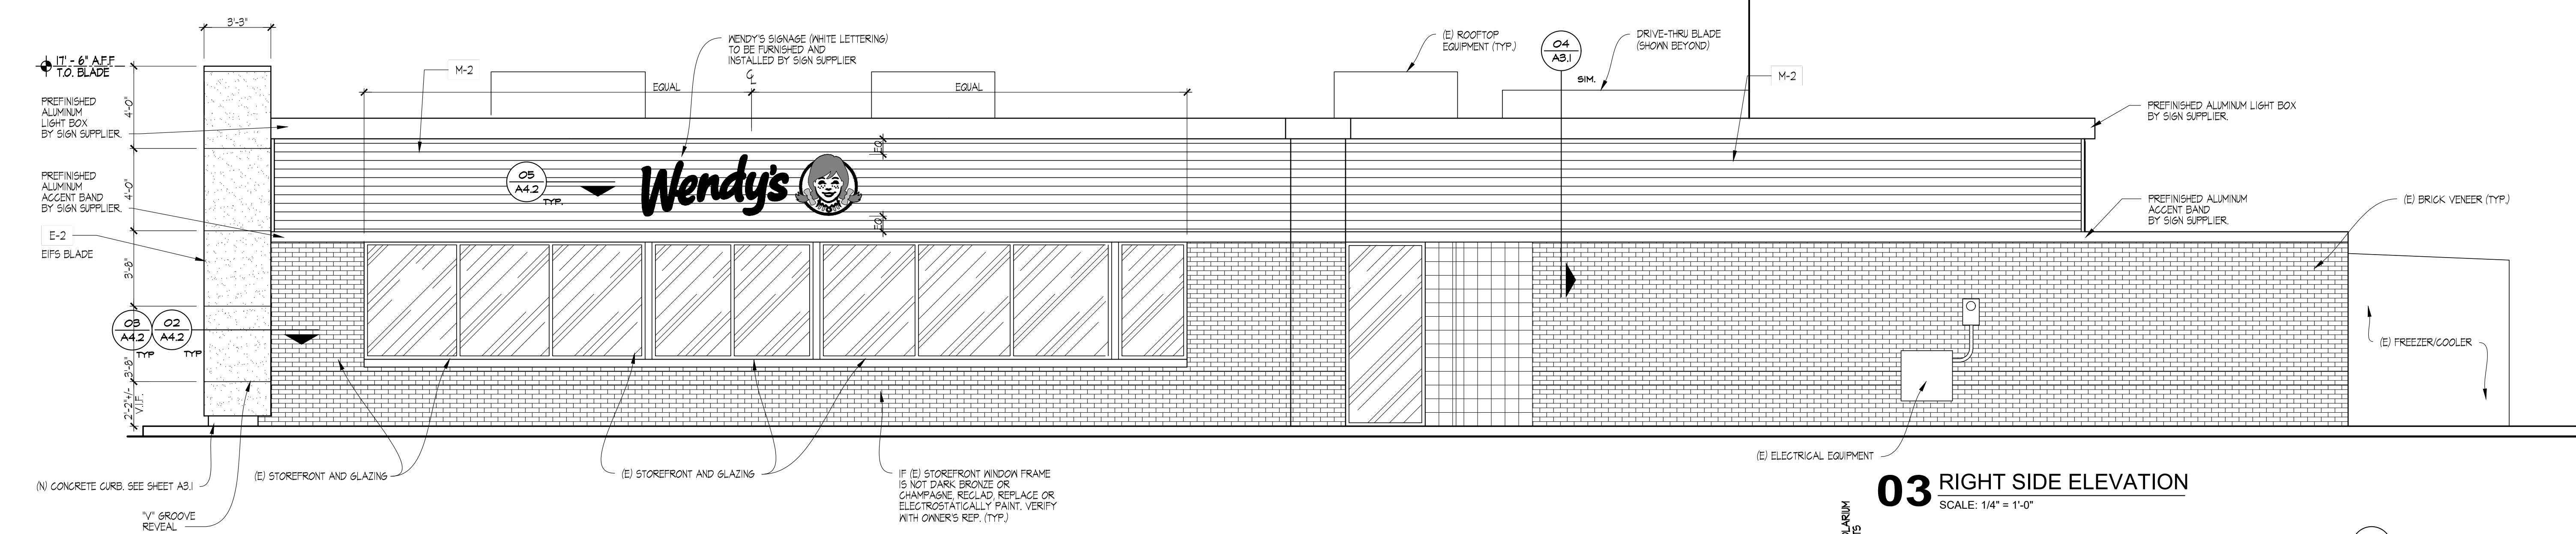 3'-3"
17' - 6" A.F.F
T.O. BLADE
PREFINISHED
ALUMINUM
LIGHT BOX
BY SIGN SUPPLIER.
4'-0"
PREFINISHED
ALUMINUM
ACCENT BAND
BY SIGN SUPPLIER.
4'-0"
E-2
EIFS BLADE
3'-8"
03
A4.2
TYP
02
A4.2
TYP
3'-8"
2'-2"+/-
V.I.F.
(N) CONCRETE CURB. SEE SHEET A3.1
"V" GROOVE
REVEAL
M-2
WENDY'S SIGNAGE (WHITE LETTERING)
TO BE FURNISHED AND
INSTALLED BY SIGN SUPPLIER
EQUAL
EQUAL
05
A4.2
TYP.
Wendy's
EQ.
EQ.
(E) STOREFRONT AND GLAZING
(E) STOREFRONT AND GLAZING
IF (E) STOREFRONT WINDOW FRAME
IS NOT DARK BRONZE OR
CHAMPAGNE, RECLAD, REPLACE OR
ELECTROSTATICALLY PAINT. VERIFY
WITH OWNER'S REP. (TYP.)
(E) ROOFTOP
EQUIPMENT (TYP.)
04
A3.1
SIM.
DRIVE-THRU BLADE
(SHOWN BEYOND)
M-2
PREFINISHED ALUMINUM LIGHT BOX
BY SIGN SUPPLIER.
PREFINISHED ALUMINUM
ACCENT BAND
BY SIGN SUPPLIER.
(E) BRICK VENEER (TYP.)
(E) FREEZER/COOLER
(E) ELECTRICAL EQUIPMENT
03 RIGHT SIDE ELEVATION
SCALE: 1/4" = 1'-0"